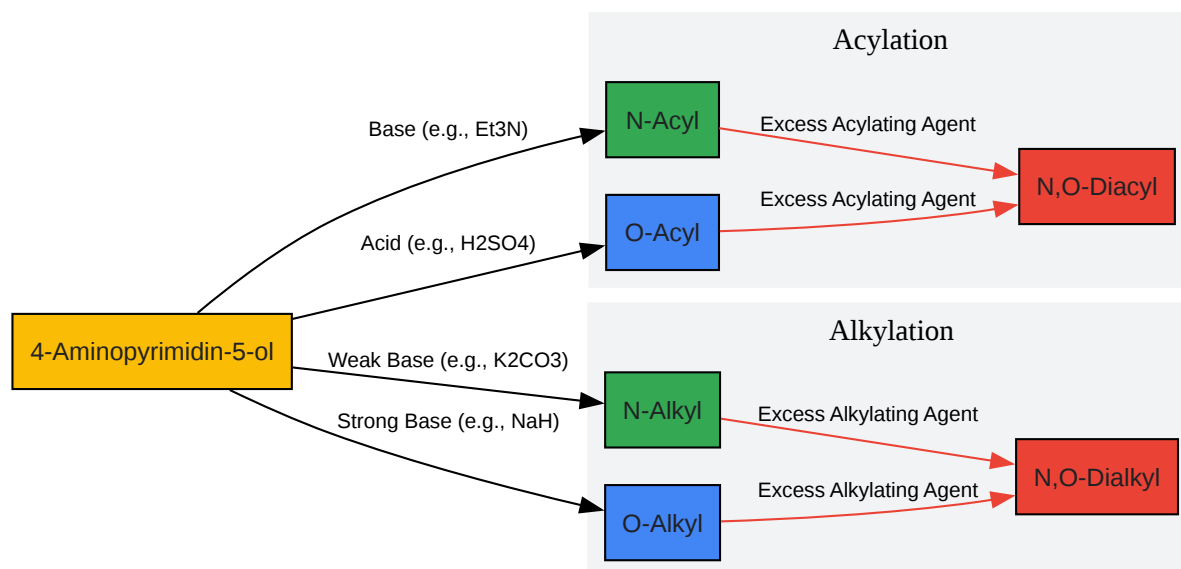 Acylation
Base (e.g., Et3N)
N-Acyl
Excess Acylating Agent
N,O-Diacyl
Acid (e.g., H2SO4)
O-Acyl
Excess Acylating Agent
4-Aminopyrimidin-5-ol
Alkylation
Weak Base (e.g., K2CO3)
N-Alkyl
Excess Alkylating Agent
N,O-Dialkyl
Strong Base (e.g., NaH)
O-Alkyl
Excess Alkylating Agent